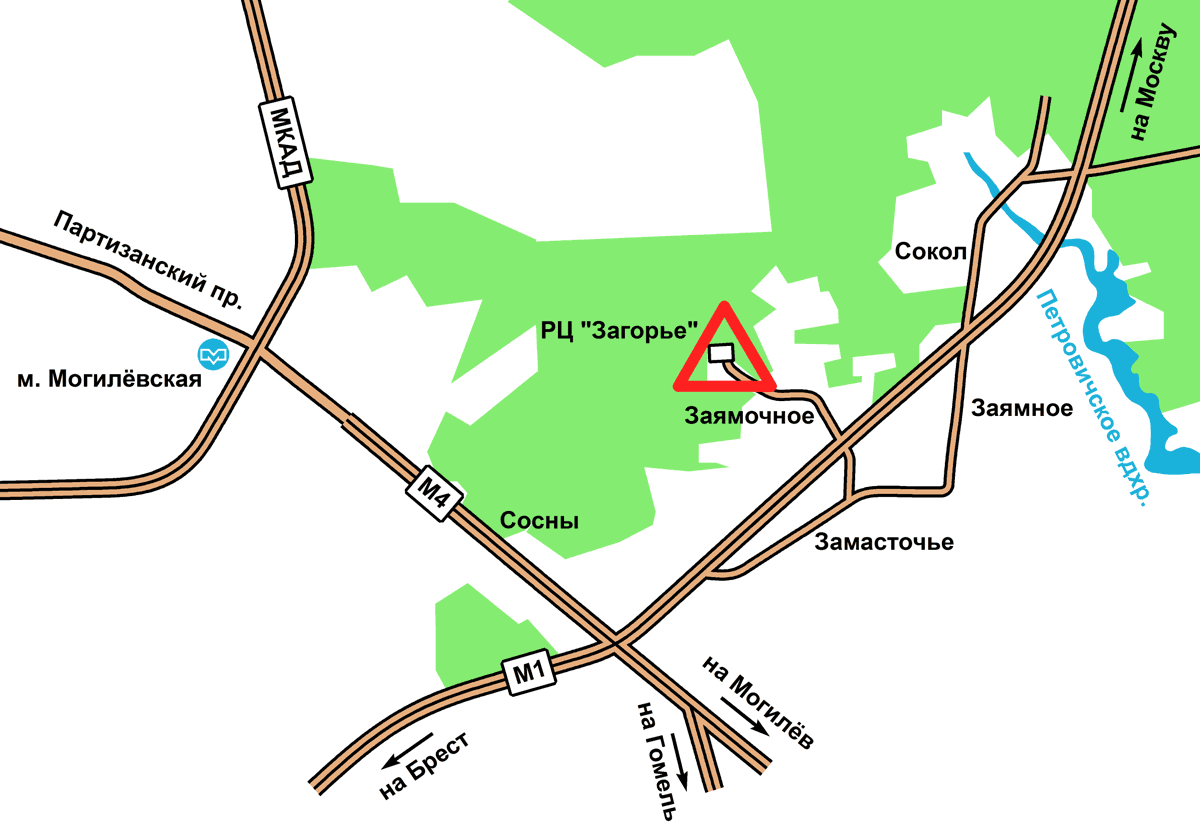 на Москву
МКАД
Партизанский пр.
Сокол
Петровичское вдхр.
РЦ "Загорье"
м. Могилёвская
Заямочное
Заямное
М4
Сосны
Замасточье
М1
на Могилёв
на Гомель
на Брест